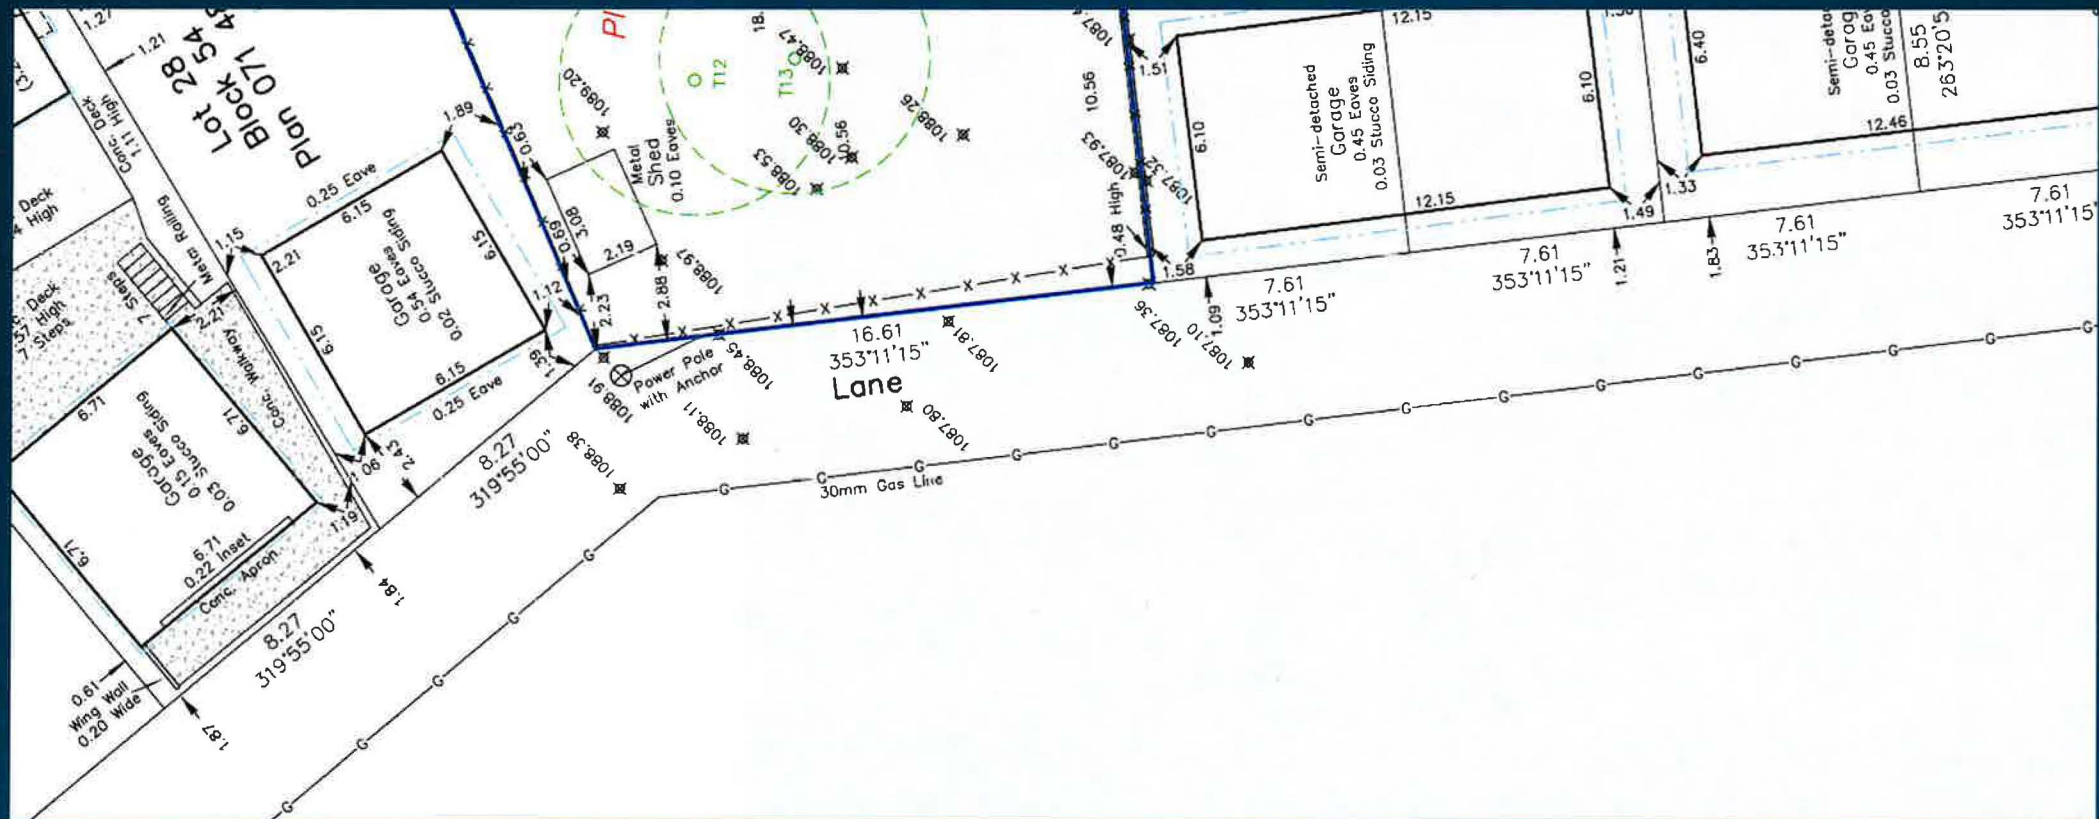 1.27
1.21
Lot 28
Block 54
Plan 071
Conc. Deck
1.11 High
Deck
High
Metal Railing
7 Steps
Deck
57 High
7 Steps
2.21
Conc. Walkway
6.71
6.71
Garage
0.15 Eaves
0.03 Stucco Siding
6.71
0.22 Inset
Conc. Apron
6.71
1.19
1.84
8.27
319°55'00"
0.61
Wing Wall
0.20 Wide
1.87
1.15
2.21
0.25 Eave
6.15
Garage
0.54 Eaves
0.02 Stucco Siding
6.15
6.15
6.15
0.25 Eave
1.06
2.43
1.89
1.12
1.39
8.27
319°55'00"
0.63
0.69
3.08
2.19
2.88
2.23
Metal
Shed
0.10 Eaves
1089.20
1088.97
T12
T13
18.
1088.47
1088.30
1088.53
0.56
1088.26
1087.93
1087.32
10.56
0.48 High
16.61
353°11'15"
Lane
Power Pole
with Anchor
1088.91
1088.45
1088.11
1088.38
1087.81
1087.80
1087.36
1087.10
30mm Gas Line
G G G G G G G G G G G G G G G G G G G
1.51
6.10
12.15
Semi-detached
Garage
0.45 Eaves
0.03 Stucco Siding
6.10
12.15
1.58
1.09
7.61
353°11'15"
7.61
353°11'15"
1.21
1.49
1.33
1.83
6.40
12.46
Garag
0.45 Eav
0.03 Stucco
8.55
263°20'5
7.61
353°11'15"
7.61
353°11'15"